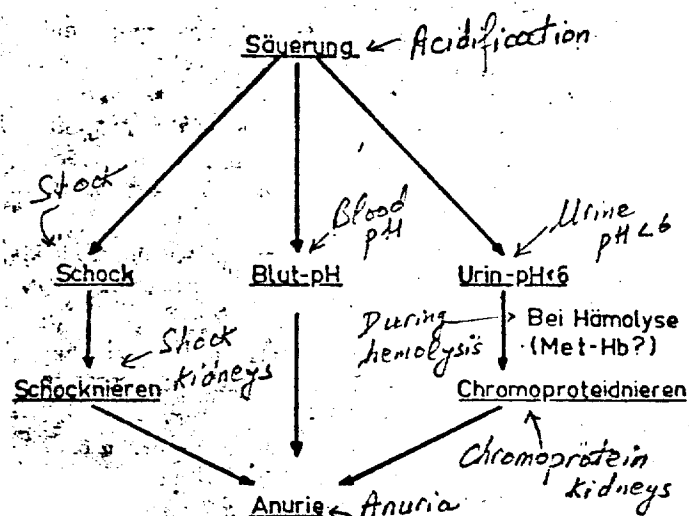 Säuerung ← Acidification
Shock
Blood
pH
Urine
pH < 6
Schock
Blut-pH
Urin-pH<6
During
hemolysis
Bei Hämolyse
(Met-Hb?)
Shock
kidneys
Schocknieren
Chromoproteidnieren
Chromoprotein
kidneys
Anurie ← Anuria